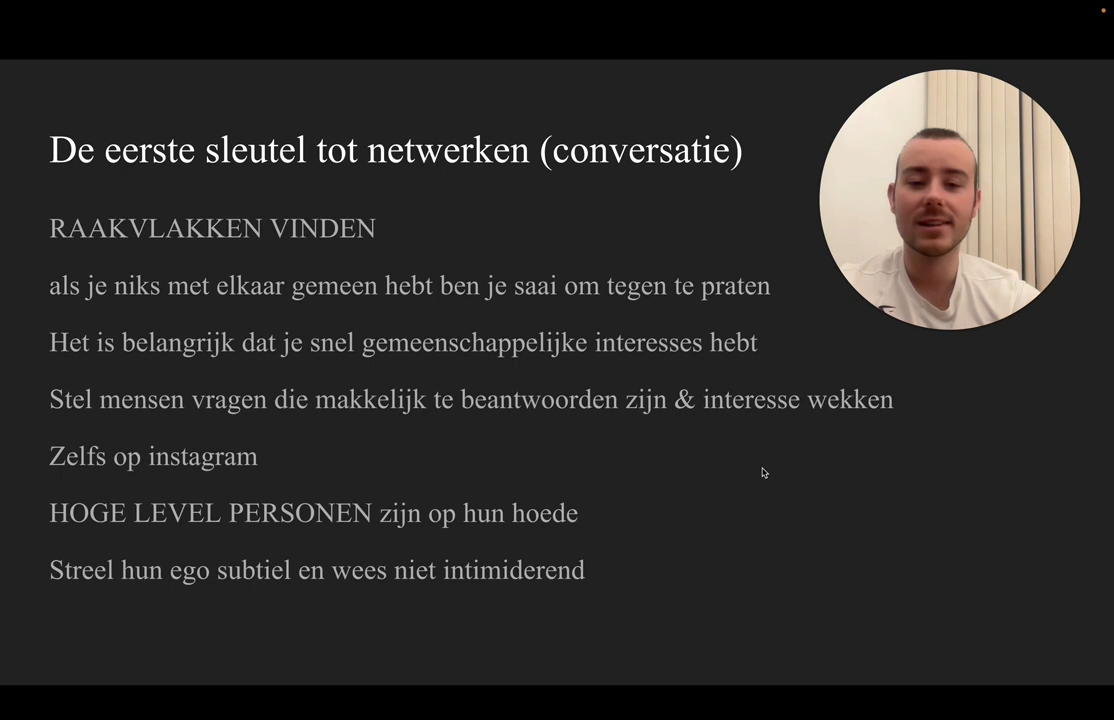 De eerste sleutel tot netwerken (conversatie)
RAAKVLAKKEN VINDEN
als je niks met elkaar gemeen hebt ben je saai om tegen te praten
Het is belangrijk dat je snel gemeenschappelijke interesses hebt
Stel mensen vragen die makkelijk te beantwoorden zijn & interesse wekken
Zelfs op instagram
HOGE LEVEL PERSONEN zijn op hun hoede
Streel hun ego subtiel en wees niet intimiderend